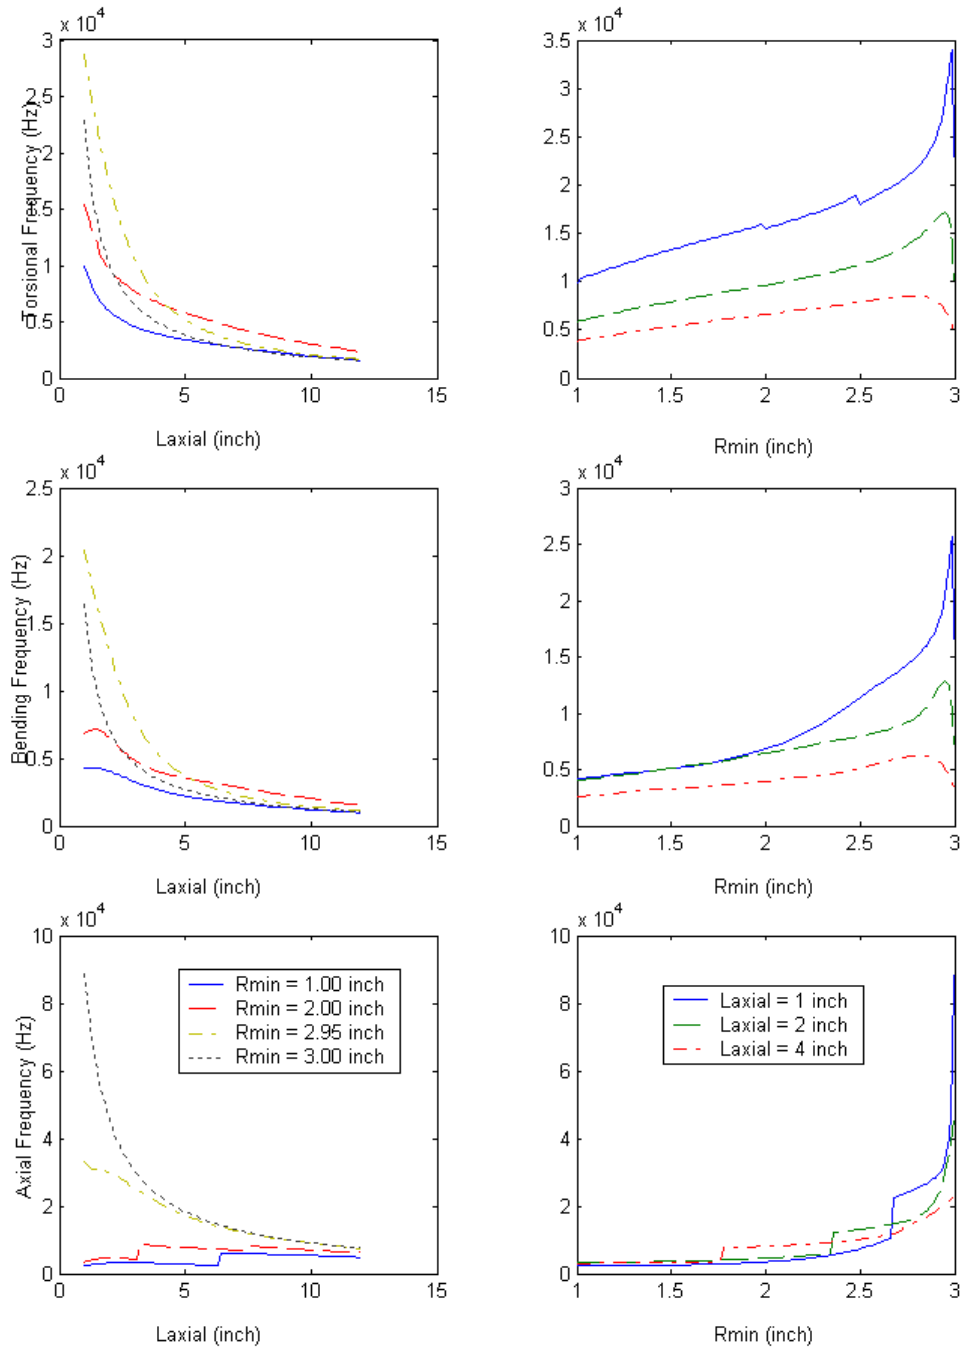 x 10^4
3
2.5
2
1.5
1
0.5
0
0 5 10 15
Torsional Frequency (Hz)
Laxial (inch)
x 10^4
3.5
3
2.5
2
1.5
1
0.5
0
1 1.5 2 2.5 3
Rmin (inch)
x 10^4
2.5
2
1.5
1
0.5
0
0 5 10 15
Bending Frequency (Hz)
Laxial (inch)
x 10^4
3
2.5
2
1.5
1
0.5
0
1 1.5 2 2.5 3
Rmin (inch)
x 10^4
10
8
6
4
2
0
0 5 10 15
Axial Frequency (Hz)
Rmin = 1.00 inch
Rmin = 2.00 inch
Rmin = 2.95 inch
Rmin = 3.00 inch
Laxial (inch)
x 10^4
10
8
6
4
2
0
1 1.5 2 2.5 3
Laxial = 1 inch
Laxial = 2 inch
Laxial = 4 inch
Rmin (inch)